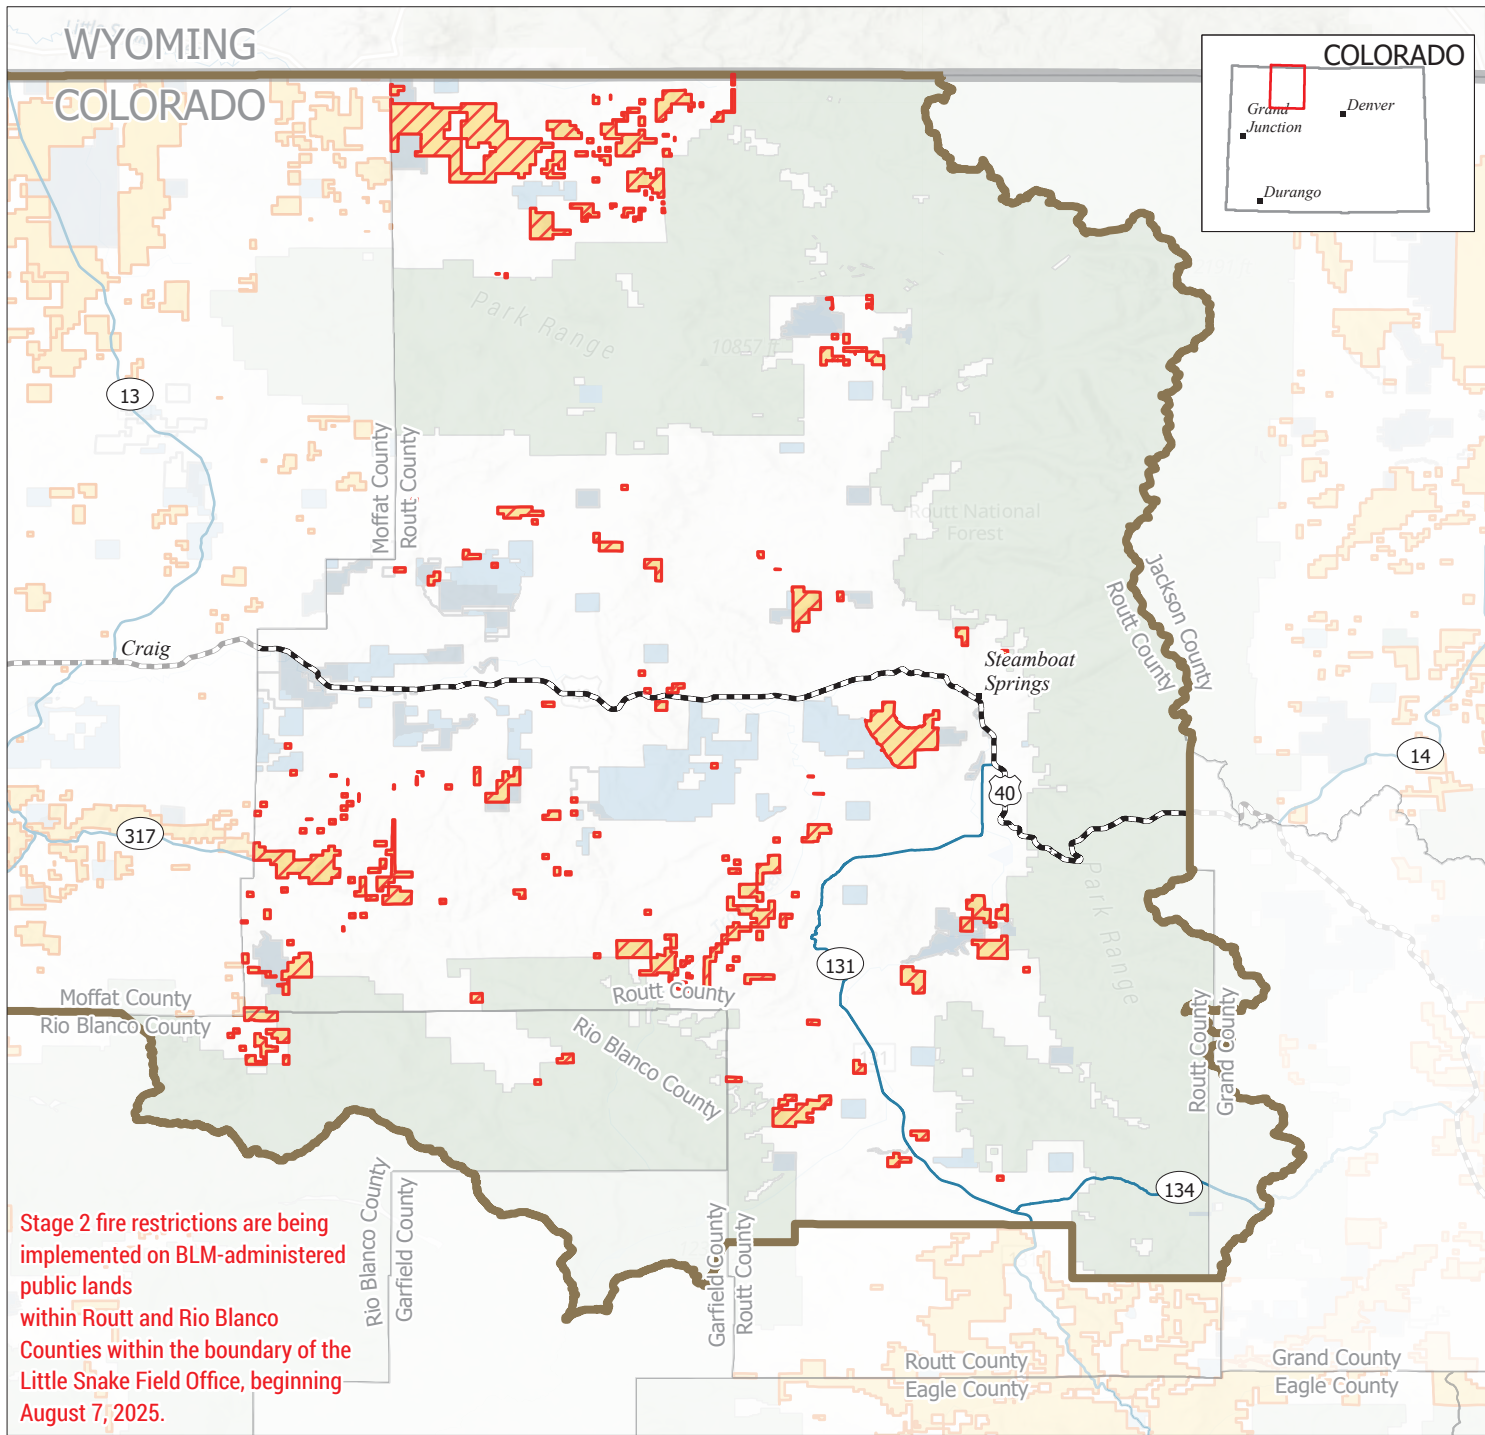 WYOMING
COLORADO
COLORADO
Grand
Junction
Denver
Durango
Park Range
10857 ft
13
Moffat County
Routt County
Routt National
Forest
Jackson County
Routt County
Craig
Steamboat
Springs
14
40
317
Park Range
131
Moffat County
Rio Blanco County
Routt County
Rio Blanco County
Routt County
Grand County
134
Rio Blanco County
Garfield County
Garfield County
Routt County
Stage 2 fire restrictions are being
implemented on BLM-administered
public lands
within Routt and Rio Blanco
Counties within the boundary of the
Little Snake Field Office, beginning
August 7, 2025.
Routt County
Eagle County
Grand County
Eagle County